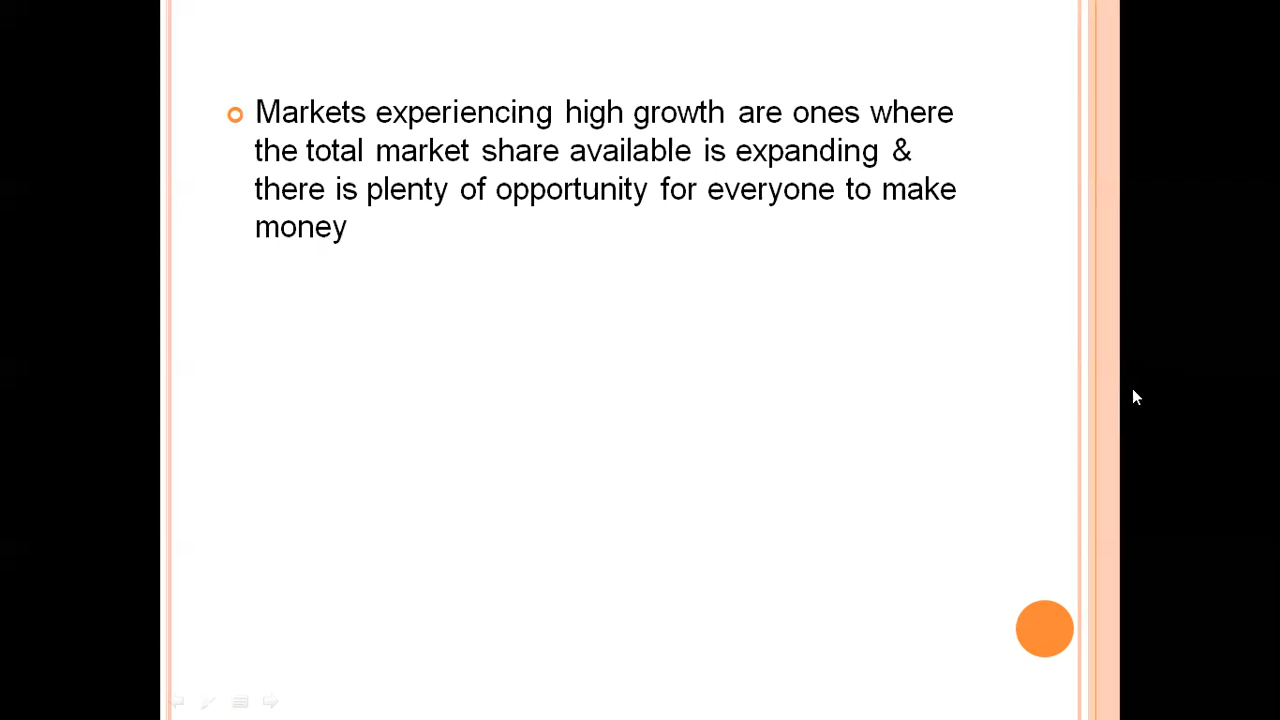 Markets experiencing high growth are ones where
the total market share available is expanding &
there is plenty of opportunity for everyone to make
money